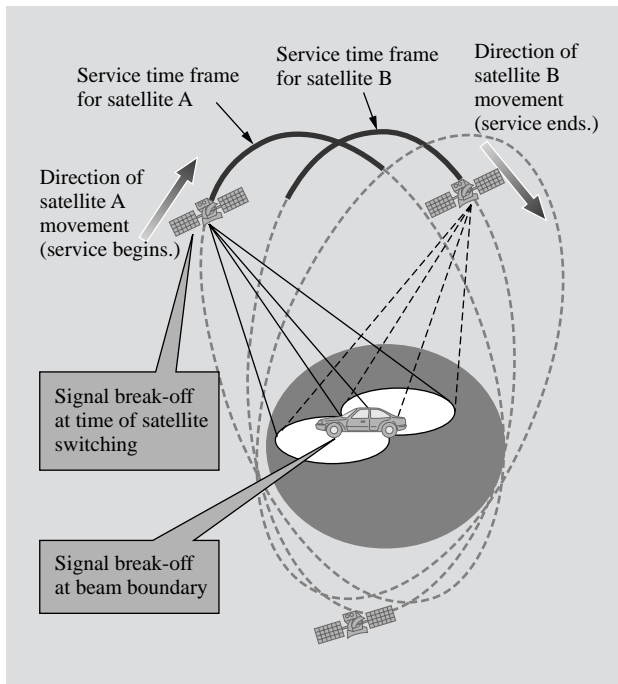 Service time frame
for satellite A
Service time frame
for satellite B
Direction of
satellite B
movement
(service ends.)
Direction of
satellite A
movement
(service begins.)
Signal break-off
at time of satellite
switching
Signal break-off
at beam boundary